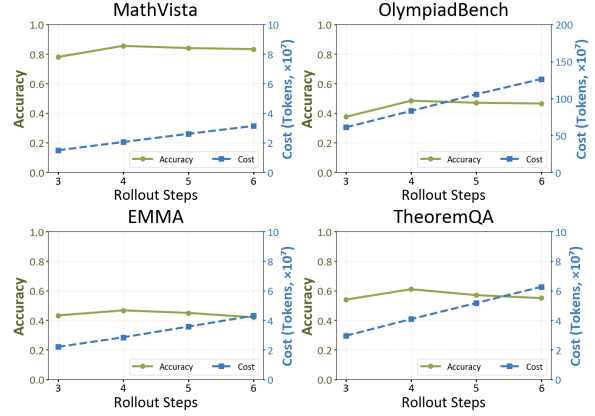 MathVista
OlympiadBench
1.0
0.8
0.6
0.4
0.2
0.0
Accuracy
10
8
6
4
2
0
Cost (Tokens, ×10⁷)
Accuracy
Cost
3
4
5
6
Rollout Steps
1.0
0.8
0.6
0.4
0.2
0.0
Accuracy
200
150
100
50
0
Cost (Tokens, ×10⁷)
Accuracy
Cost
3
4
5
6
Rollout Steps
EMMA
TheoremQA
1.0
0.8
0.6
0.4
0.2
0.0
Accuracy
10
8
6
4
2
0
Cost (Tokens, ×10⁷)
Accuracy
Cost
3
4
5
6
Rollout Steps
1.0
0.8
0.6
0.4
0.2
0.0
Accuracy
10
8
6
4
2
0
Cost (Tokens, ×10⁷)
Accuracy
Cost
3
4
5
6
Rollout Steps